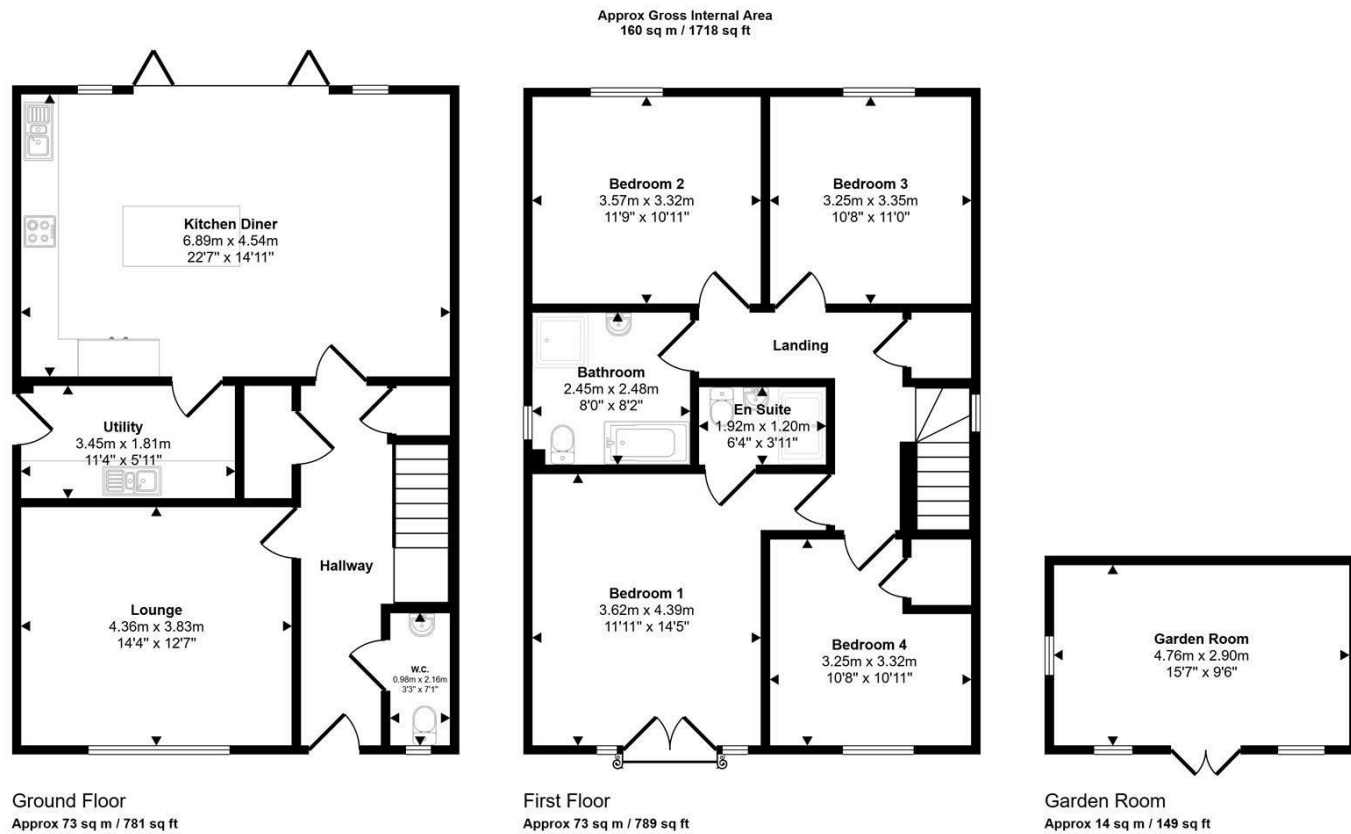 Approx Gross Internal Area
160 sq m / 1718 sq ft
Kitchen Diner
6.89m x 4.54m
22'7" x 14'11"
Utility
3.45m x 1.81m
11'4" x 5'11"
Lounge
4.36m x 3.83m
14'4" x 12'7"
Hallway
W.C.
0.98m x 2.16m
3'3" x 7'1"
Ground Floor
Approx 73 sq m / 781 sq ft
Bedroom 2
3.57m x 3.32m
11'9" x 10'11"
Bedroom 3
3.25m x 3.35m
10'8" x 11'0"
Landing
Bathroom
2.45m x 2.48m
8'0" x 8'2"
En Suite
1.92m x 1.20m
6'4" x 3'11"
Bedroom 1
3.62m x 4.39m
11'11" x 14'5"
Bedroom 4
3.25m x 3.32m
10'8" x 10'11"
First Floor
Approx 73 sq m / 789 sq ft
Garden Room
4.76m x 2.90m
15'7" x 9'6"
Garden Room
Approx 14 sq m / 149 sq ft